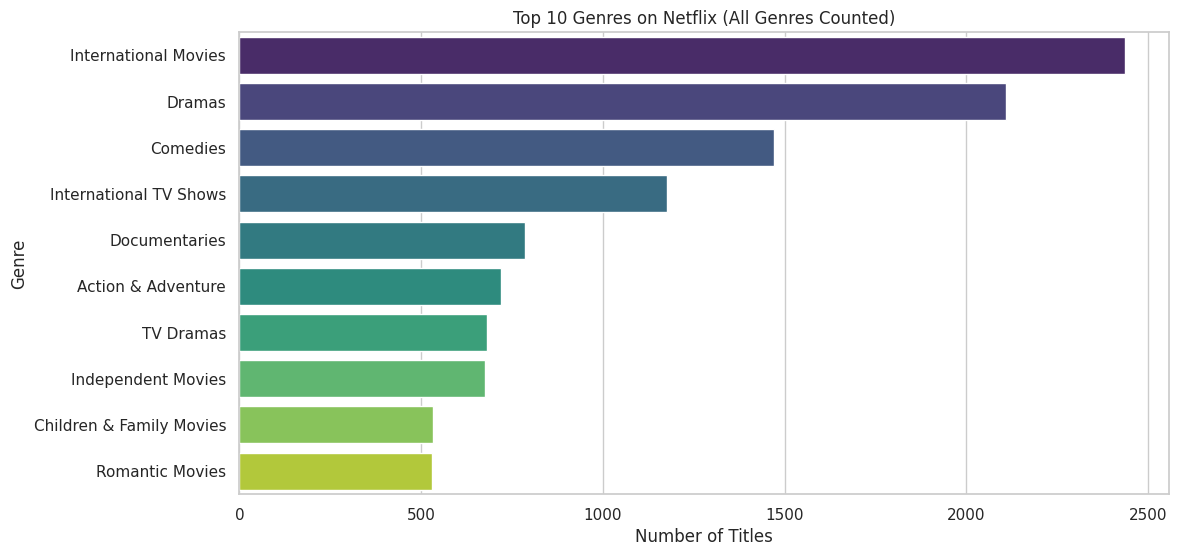 Top 10 Genres on Netflix (All Genres Counted)
Genre
International Movies
Dramas
Comedies
International TV Shows
Documentaries
Action & Adventure
TV Dramas
Independent Movies
Children & Family Movies
Romantic Movies
0 500 1000 1500 2000 2500
Number of Titles